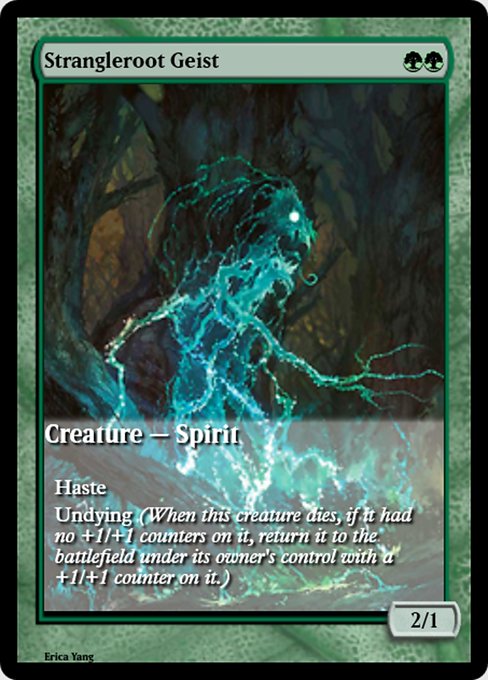 Strangleroot Geist
Creature — Spirit
Haste
Undying (When this creature dies, if it had
no +1/+1 counters on it, return it to the
battlefield under its owner's control with a
+1/+1 counter on it.)
2/1
Erica Yang